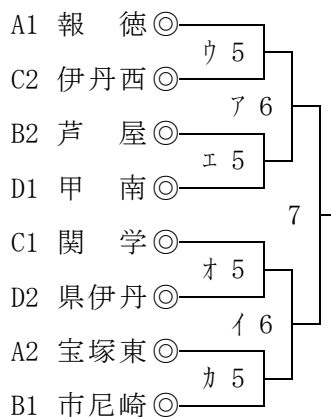 A1 報　徳◎
ウ 5
C2 伊丹西◎
ア 6
B2 芦　屋◎
エ 5
D1 甲　南◎
7
C1 関　学◎
オ 5
D2 県伊丹◎
イ 6
A2 宝塚東◎
カ 5
B1 市尼崎◎